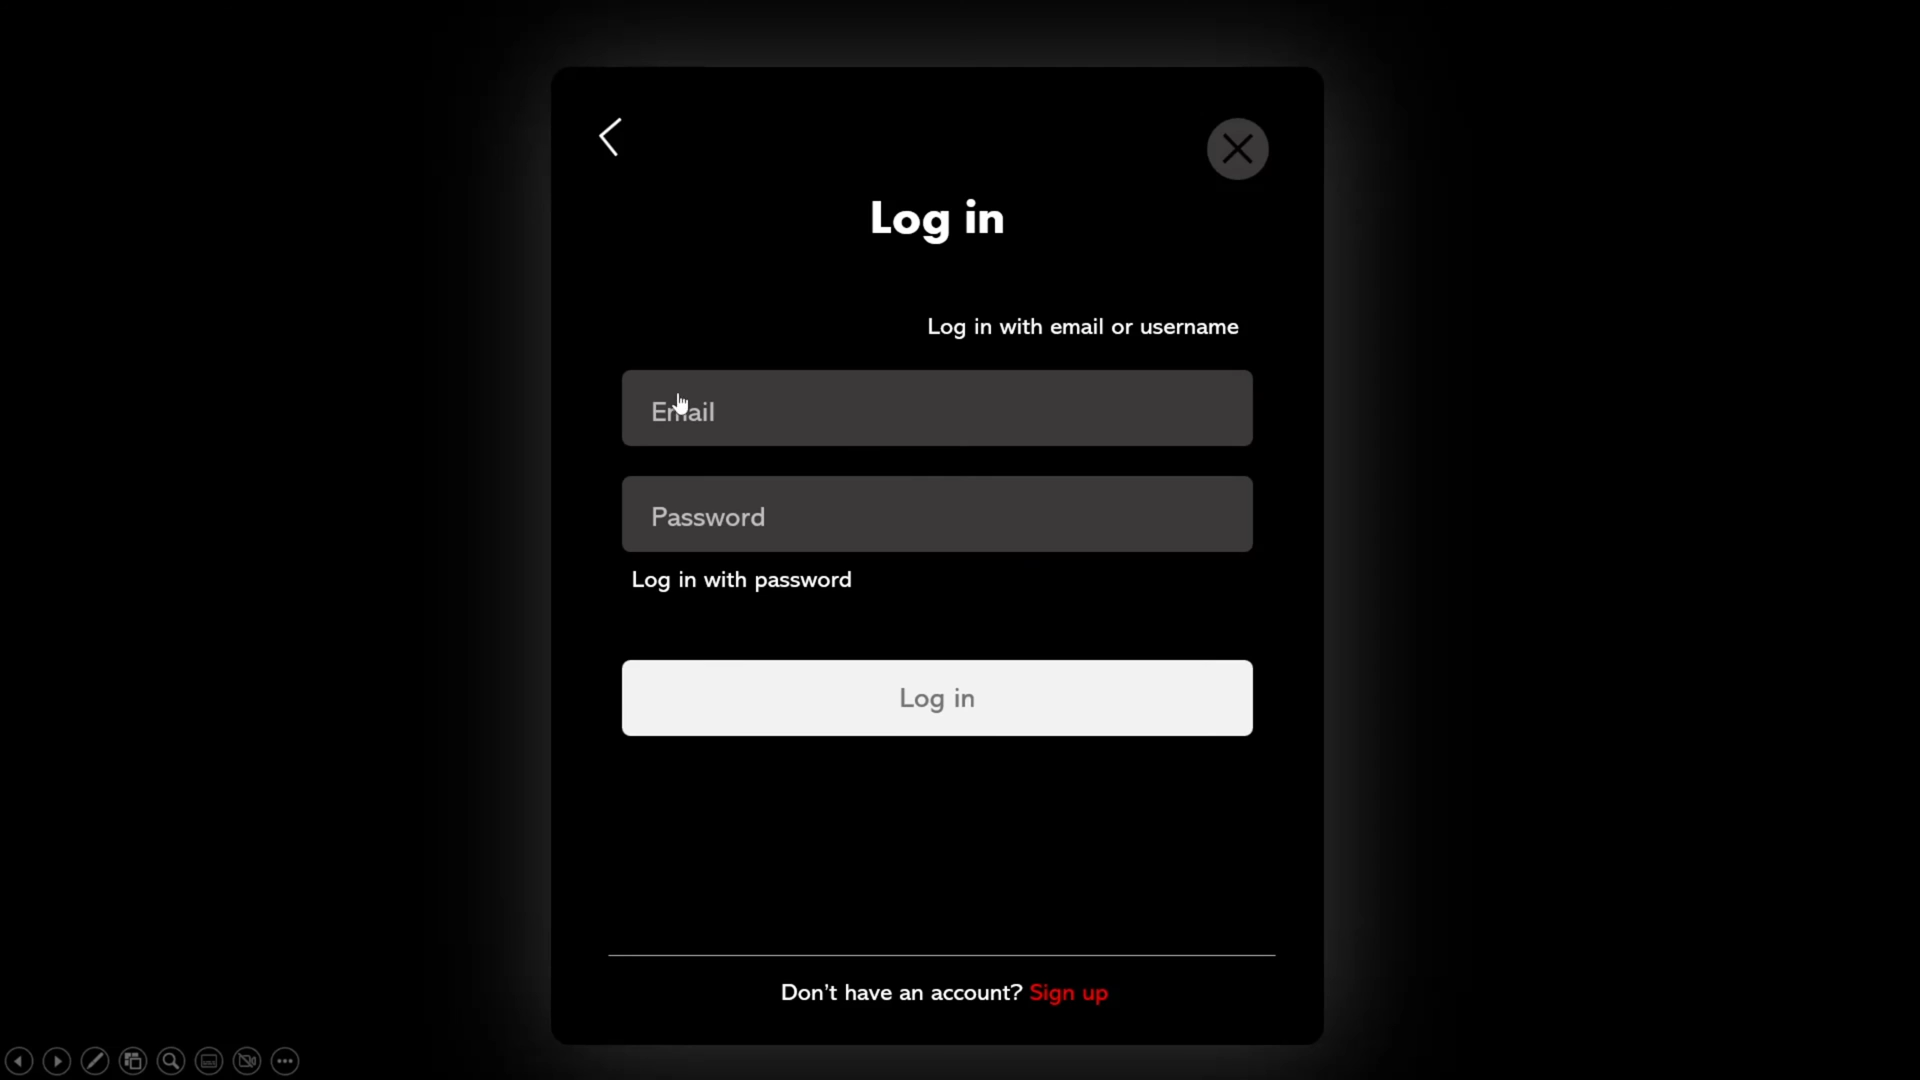 Log in
Log in with email or username
Email
Password
Log in with password
Log in
Don't have an account? Sign up